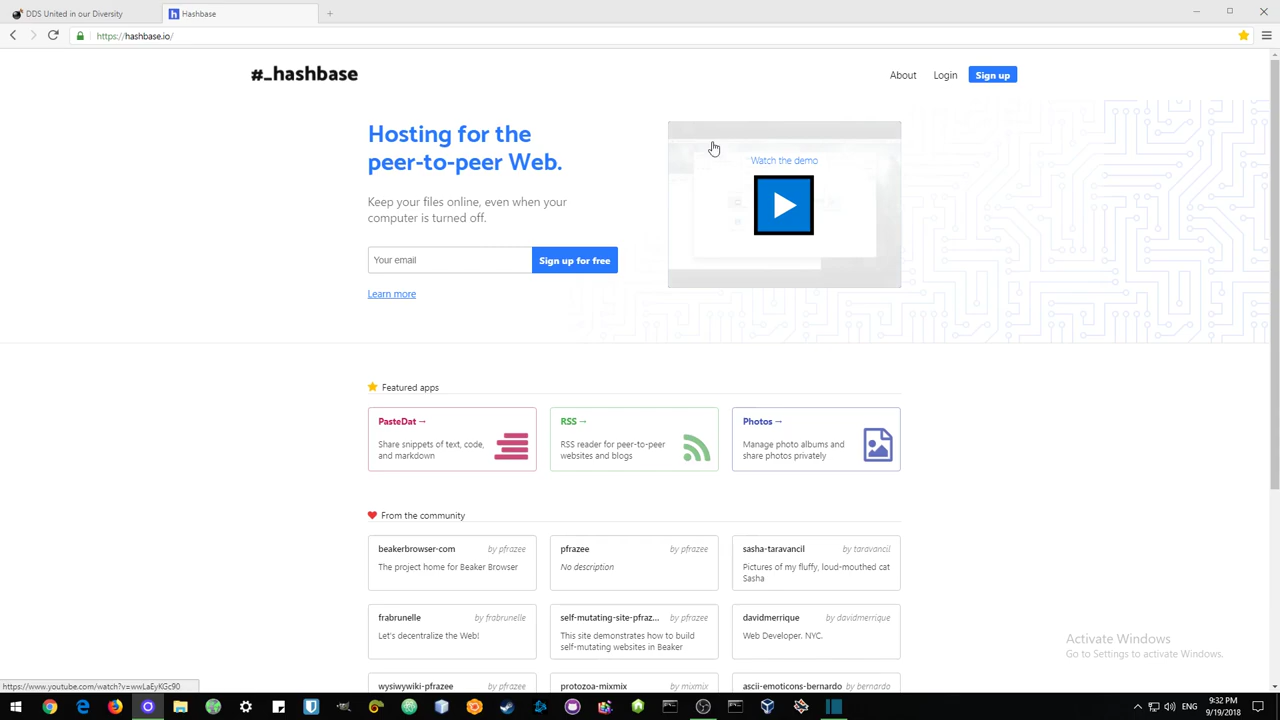 DDS United in our Diversity
Hashbase
https://hashbase.io/
#_hashbase
About
Login
Sign up
Hosting for the
peer-to-peer Web.
Keep your files online, even when your
computer is turned off.
Your email
Sign up for free
Learn more
Watch the demo
Featured apps
PasteDat →
Share snippets of text, code,
and markdown
RSS →
RSS reader for peer-to-peer
websites and blogs
Photos →
Manage photo albums and
share photos privately
From the community
beakerbrowser-com by pfrazee
The project home for Beaker Browser
pfrazee by pfrazee
No description
sasha-taravancil by taravancil
Pictures of my fluffy, loud-mouthed cat
Sasha
frabrunelle by frabrunelle
Let's decentralize the Web!
self-mutating-site-pfraz... by pfrazee
This site demonstrates how to build
self-mutating websites in Beaker
davidmerrique by davidmerrique
Web Developer. NYC.
wysiwywiki-pfrazee by pfrazee
protozoa-mixmix by mixmix
ascii-emoticons-bernardo by bernardo
Activate Windows
Go to Settings to activate Windows.
https://www.youtube.com/watch?v=wwLaEyKGc90
9:32 PM
9/19/2018